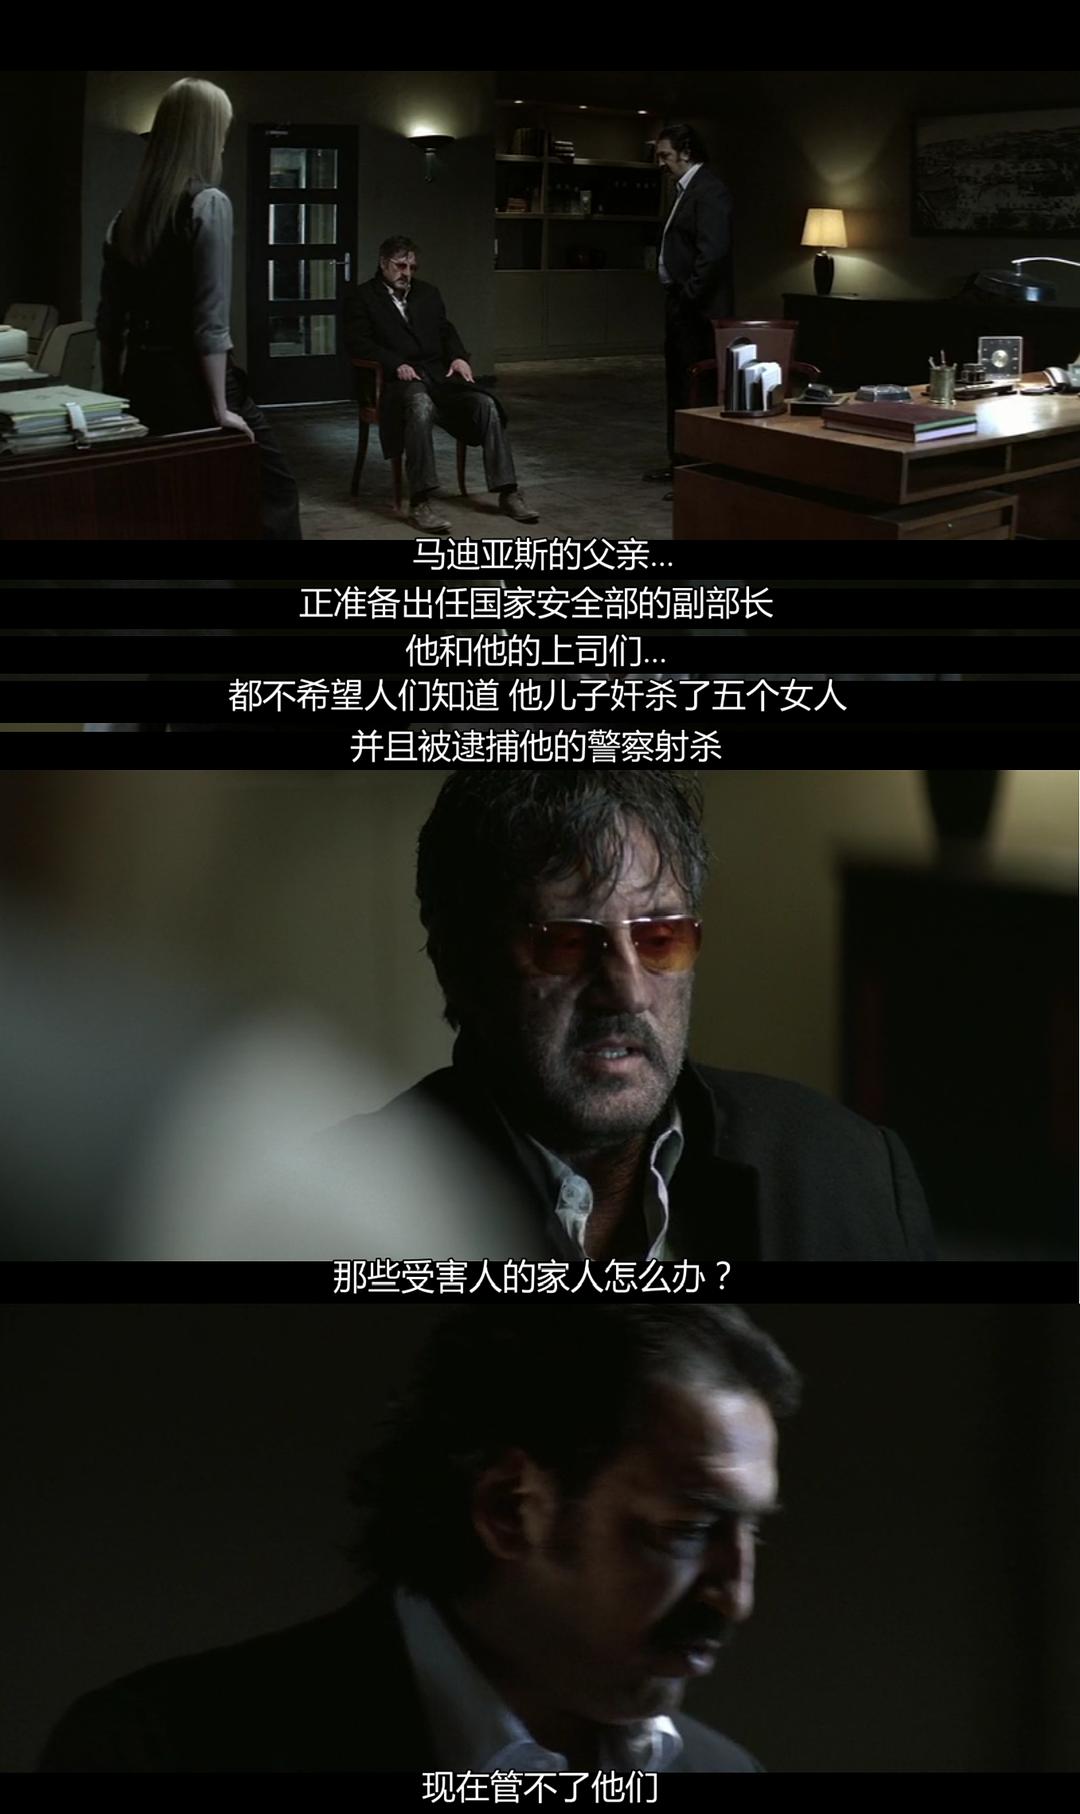 马迪亚斯的父亲...
正准备出任国家安全部的副部长
他和他的上司们...
都不希望人们知道 他儿子奸杀了五个女人
并且被逮捕他的警察射杀
那些受害人的家人怎么办？
现在管不了他们